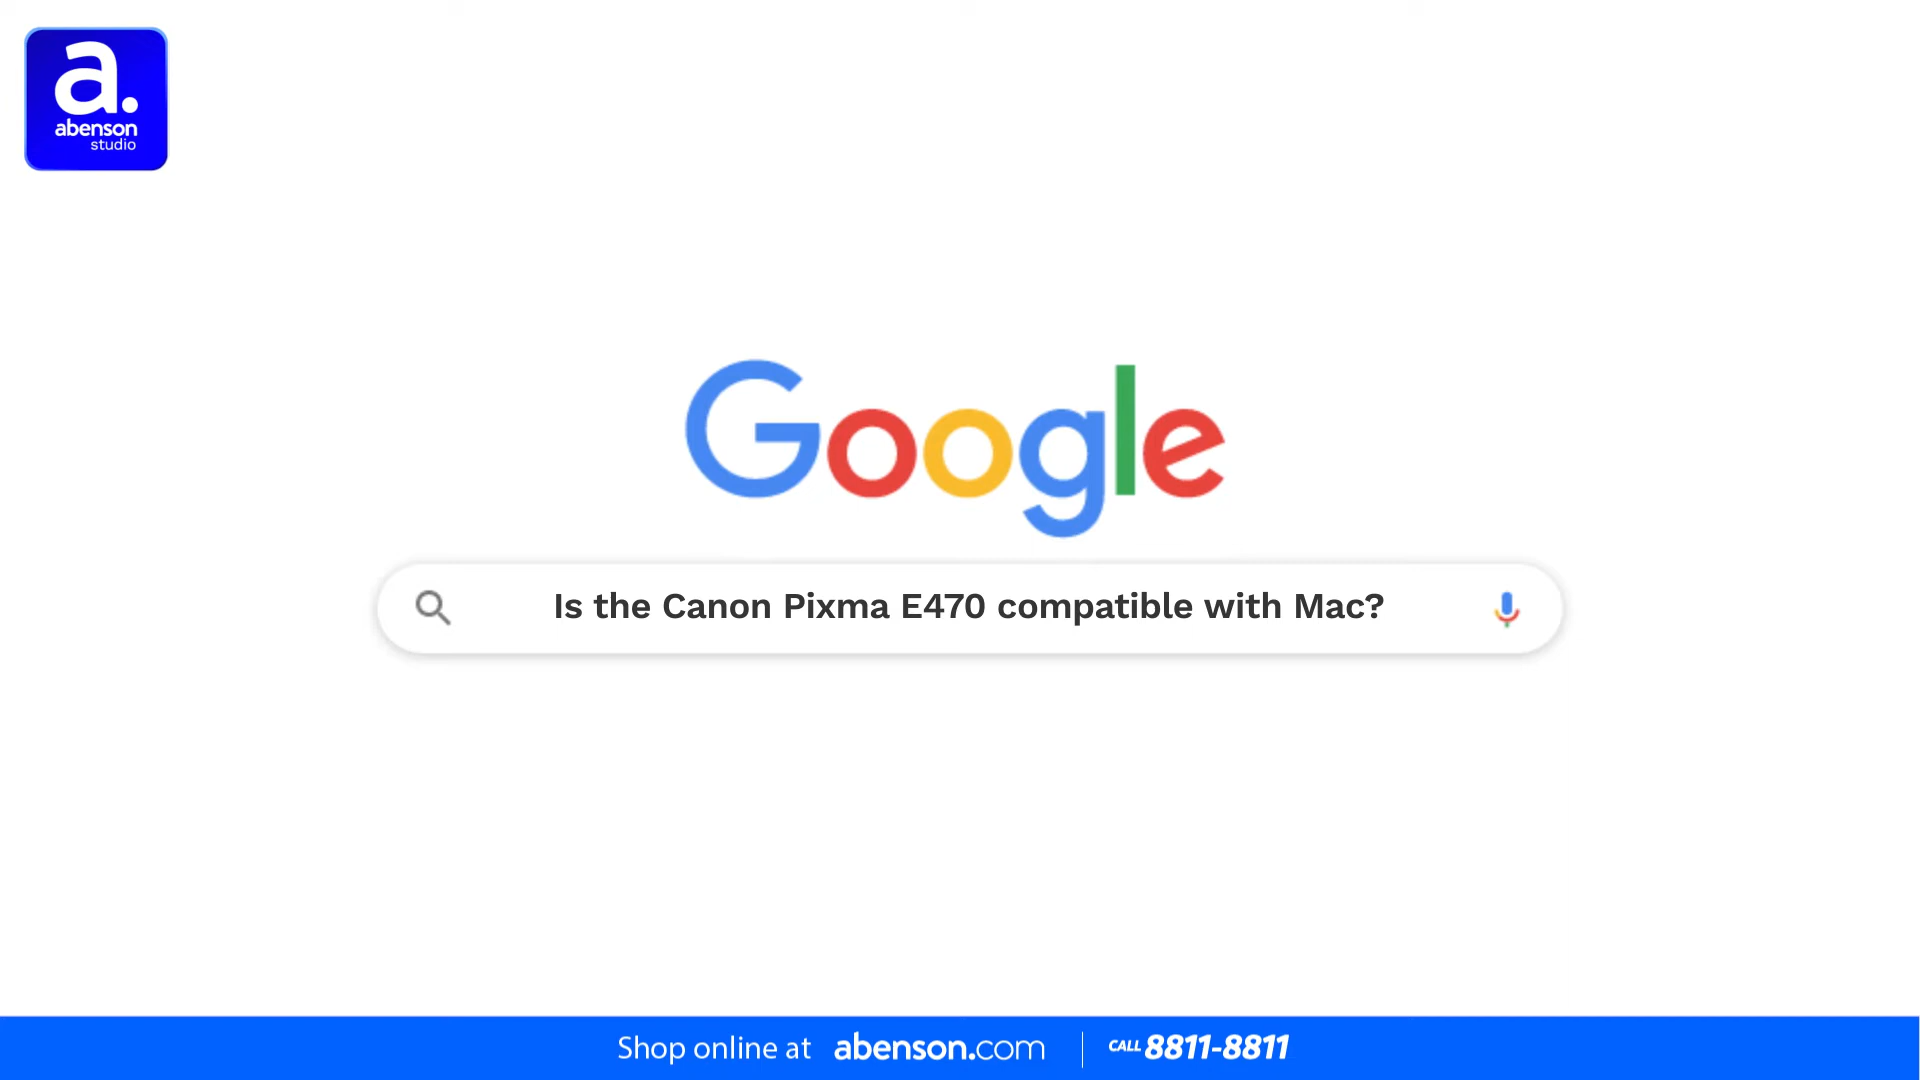 a.
abenson
studio
Google
Is the Canon Pixma E470 compatible with Mac?
Shop online at abenson.com CALL 8811-8811